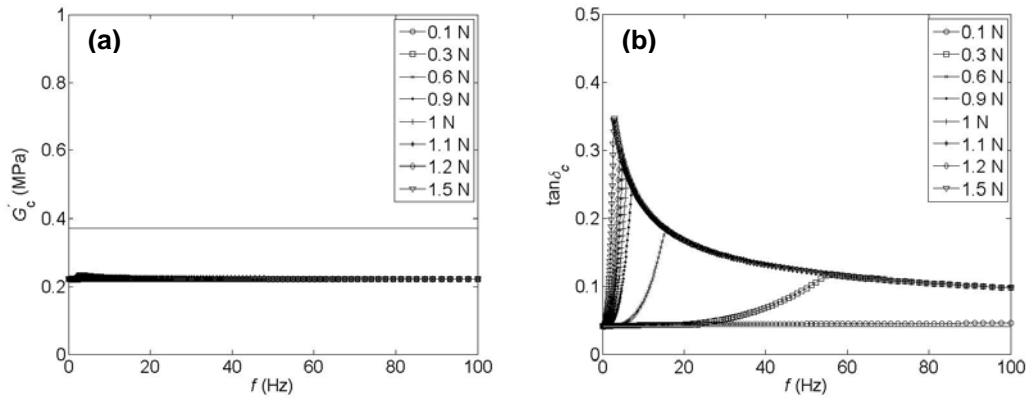 (a)
G'c (MPa)
1
0.8
0.6
0.4
0.2
0
0 20 40 60 80 100
f (Hz)
0.1 N
0.3 N
0.6 N
0.9 N
1 N
1.1 N
1.2 N
1.5 N
(b)
tanδc
0.5
0.4
0.3
0.2
0.1
0
0 20 40 60 80 100
f (Hz)
0.1 N
0.3 N
0.6 N
0.9 N
1 N
1.1 N
1.2 N
1.5 N